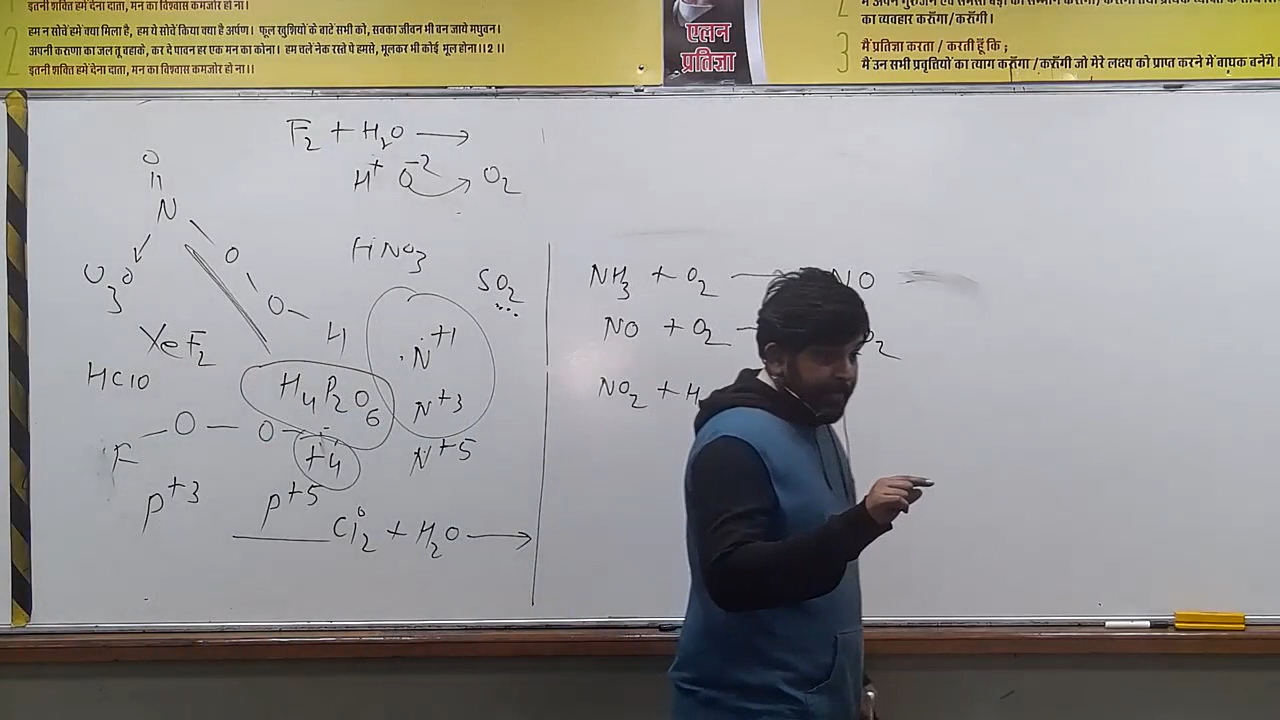 इतनी शक्ति हमें देना दाता, मन का विश्वास कमजोर हो ना।
2
हम न सोचें हमें क्या मिला है, हम ये सोचें किया क्या है अर्पण। फूल खुशियों के बाटें सभी को, सबका जीवन भी बन जाये मधुबन।
अपनी करुणा का जल तू बहाके, कर दे पावन हर एक मन का कोना। हम चलें नेक रस्ते पे हमसे, भूलकर भी कोई भूल होना।।2।।
इतनी शक्ति हमें देना दाता, मन का विश्वास कमजोर हो ना।।
एलन
प्रतिज्ञा
2
का व्यवहार करूँगा / करूँगी।
3
मैं प्रतिज्ञा करता / करती हूँ कि ;
मैं उन सभी प्रवृत्तियों का त्याग करूँगा / करूँगी जो मेरे लक्ष्य को प्राप्त करने में बाधक बनेंगे
F₂ + H₂O ⟶
H⁺ O⁻² O₂
O
N
O
O
O
H
HNO₃
SO₂
XeF₂
HClO
H₄P₂O₆
N⁺¹
N⁺³
N⁺⁵
F — O — O —
+4
P⁺³ P⁺⁵
Cl₂⁰ + H₂O ⟶
NH₃ + O₂ — NO
NO + O₂ — O₂
NO₂ + H